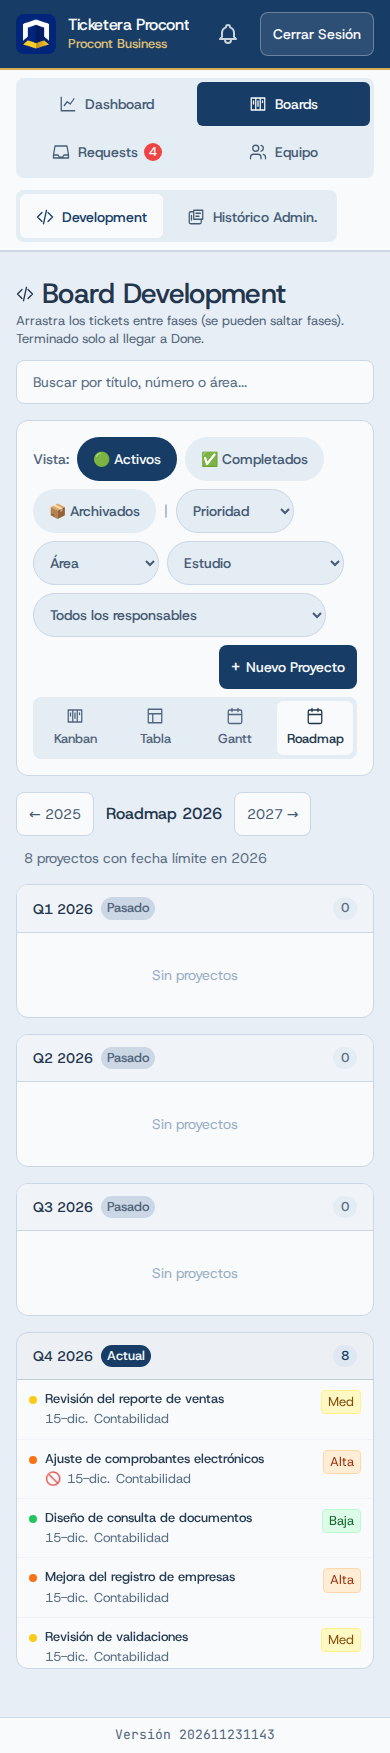 Ticketera Procont
Procont Business
Cerrar Sesión
Dashboard
Boards
Requests 4
Equipo
Development
Histórico Admin.
Board Development
Arrastra los tickets entre fases (se pueden saltar fases).
Terminado solo al llegar a Done.
Buscar por título, número o área...
Vista: Activos Completados
Archivados | Prioridad
Área Estudio
Todos los responsables
+ Nuevo Proyecto
Kanban Tabla Gantt Roadmap
← 2025 Roadmap 2026 2027 →
8 proyectos con fecha límite en 2026
Q1 2026 Pasado 0
Sin proyectos
Q2 2026 Pasado 0
Sin proyectos
Q3 2026 Pasado 0
Sin proyectos
Q4 2026 Actual 8
Revisión del reporte de ventas Med
15-dic. Contabilidad
Ajuste de comprobantes electrónicos Alta
15-dic. Contabilidad
Diseño de consulta de documentos Baja
15-dic. Contabilidad
Mejora del registro de empresas Alta
15-dic. Contabilidad
Revisión de validaciones Med
15-dic. Contabilidad
Versión 202611231143